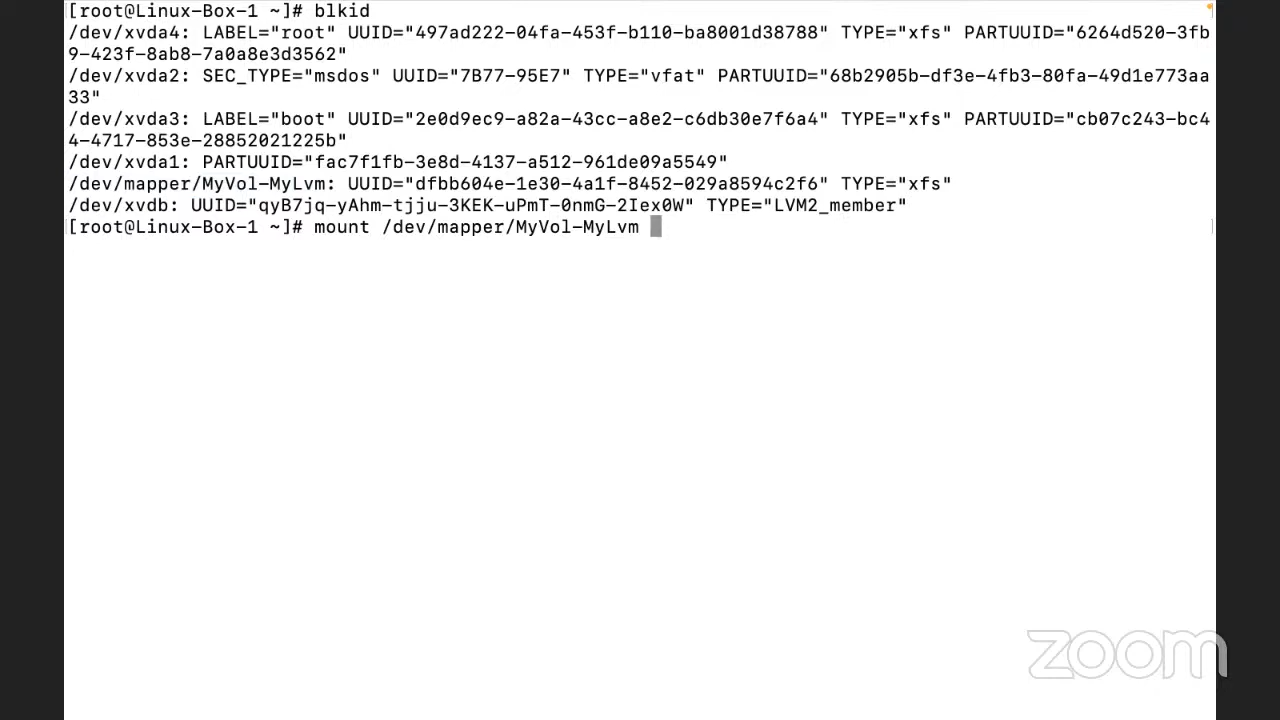 [root@Linux-Box-1 ~]# blkid
/dev/xvda4: LABEL="root" UUID="497ad222-04fa-453f-b110-ba8001d38788" TYPE="xfs" PARTUUID="6264d520-3fb
9-423f-8ab8-7a0a8e3d3562"
/dev/xvda2: SEC_TYPE="msdos" UUID="7B77-95E7" TYPE="vfat" PARTUUID="68b2905b-df3e-4fb3-80fa-49d1e773aa
33"
/dev/xvda3: LABEL="boot" UUID="2e0d9ec9-a82a-43cc-a8e2-c6db30e7f6a4" TYPE="xfs" PARTUUID="cb07c243-bc4
4-4717-853e-28852021225b"
/dev/xvda1: PARTUUID="fac7f1fb-3e8d-4137-a512-961de09a5549"
/dev/mapper/MyVol-MyLvm: UUID="dfbb604e-1e30-4a1f-8452-029a8594c2f6" TYPE="xfs"
/dev/xvdb: UUID="qyB7jq-yAhm-tjju-3KEK-uPmT-0nmG-2Iex0W" TYPE="LVM2_member"
[root@Linux-Box-1 ~]# mount /dev/mapper/MyVol-MyLvm
zoom